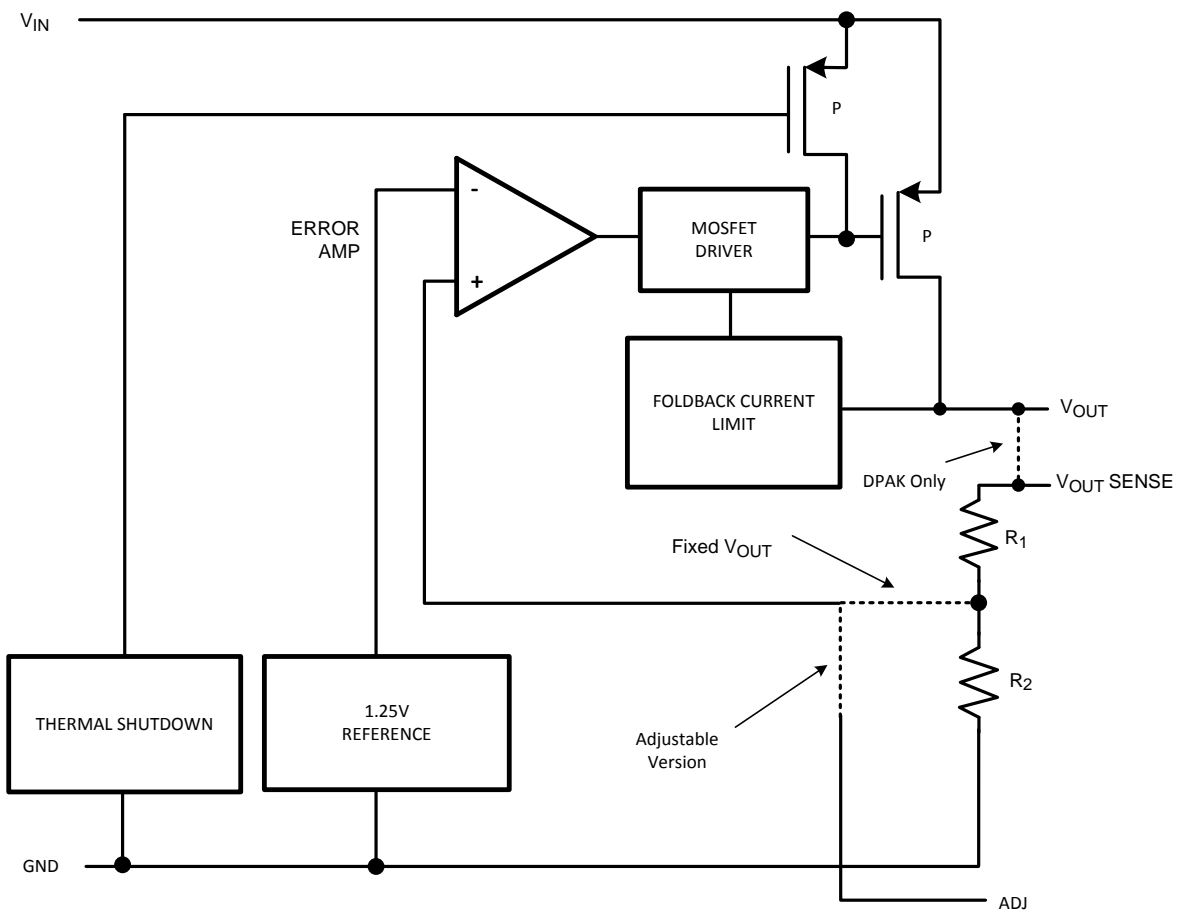 VIN
P
-
ERROR
AMP
+
MOSFET
DRIVER
P
FOLDBACK CURRENT
LIMIT
VOUT
DPAK Only
VOUT SENSE
R1
Fixed VOUT
R2
THERMAL SHUTDOWN
1.25V
REFERENCE
Adjustable
Version
GND
ADJ